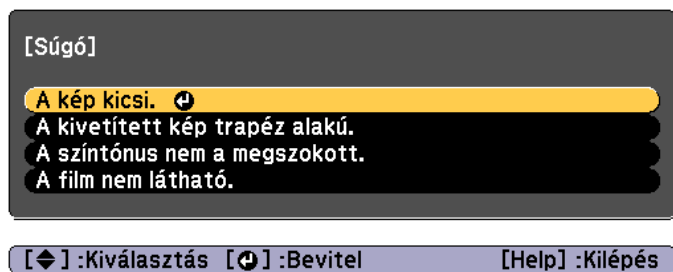 [Súgó]
A kép kicsi.
A kivetített kép trapéz alakú.
A színtónus nem a megszokott.
A film nem látható.
[◆] :Kiválasztás [↵] :Bevitel [Help] :Kilépés